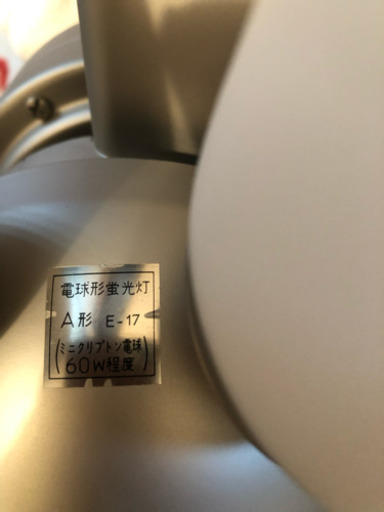 電球形蛍光灯
A形 E-17
(ミニクリプトン電球
60W程度)